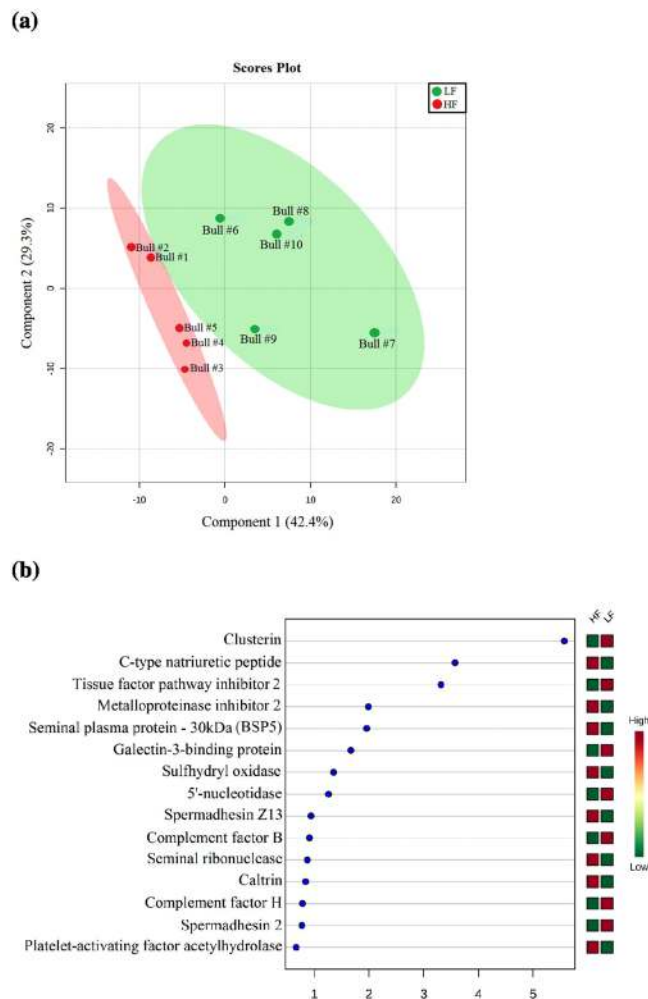 (a)
Scores Plot
LF
HF
20
10
0
-10
-20
Component 2 (29.3%)
Bull #8
Bull #6
Bull #10
Bull #2
Bull #1
Bull #5
Bull #9
Bull #7
Bull #4
Bull #3
-10
0
10
20
Component 1 (42.4%)
(b)
HF
LF
Clusterin
C-type natriuretic peptide
Tissue factor pathway inhibitor 2
Metalloproteinase inhibitor 2
Seminal plasma protein - 30kDa (BSP5)
Galectin-3-binding protein
Sulfhydryl oxidase
5'-nucleotidase
Spermadhesin Z13
Complement factor B
Seminal ribonuclease
Caltrin
Complement factor H
Spermadhesin 2
Platelet-activating factor acetylhydrolase
High
Low
1
2
3
4
5